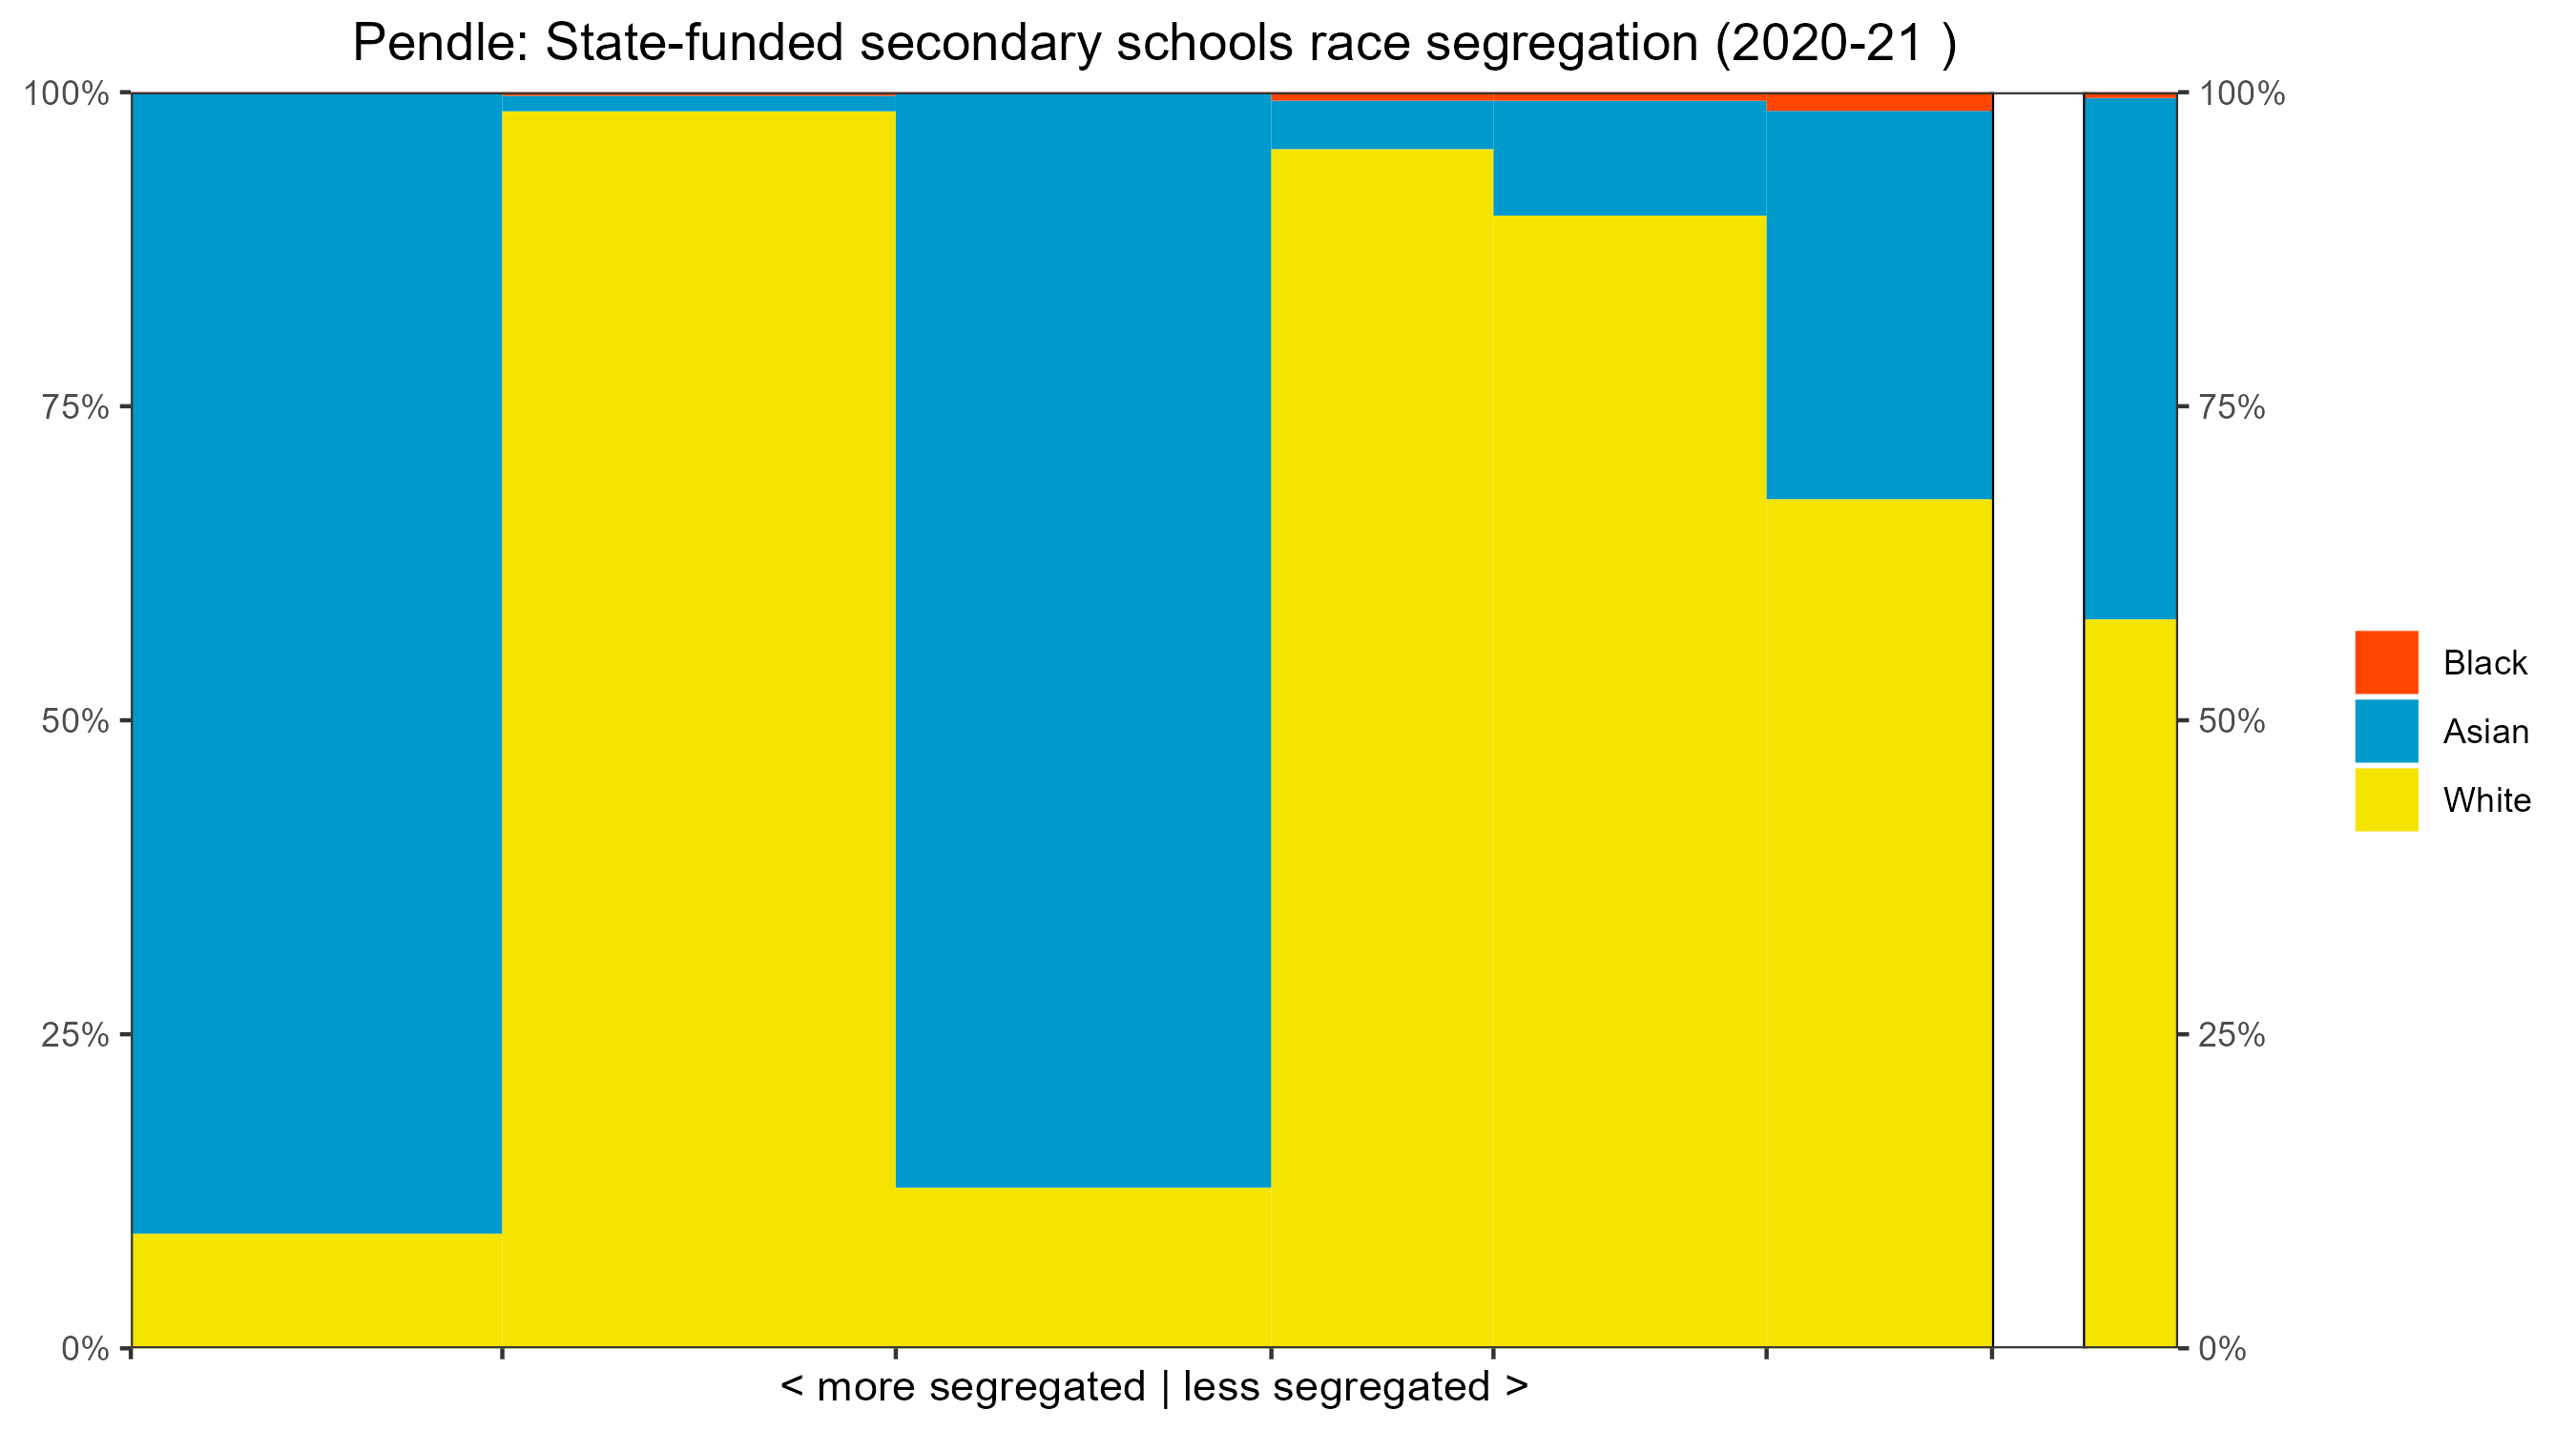 Pendle: State-funded secondary schools race segregation (2020-21 )
100%
75%
50%
25%
0%
100%
75%
50%
25%
0%
Black
Asian
White
< more segregated | less segregated >